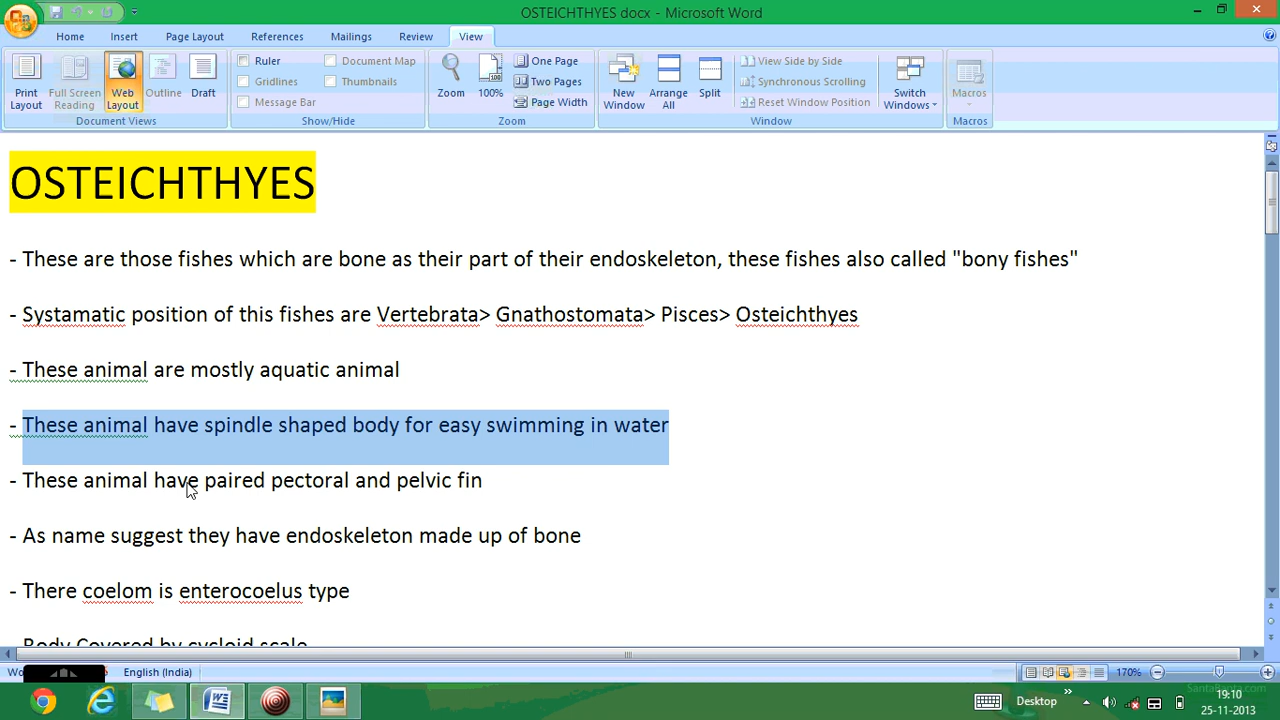 OSTEICHTHYES docx - Microsoft Word
Home Insert Page Layout References Mailings Review View
Print Layout Full Screen Reading Web Layout Outline Draft
Document Views
Ruler Document Map
Gridlines Thumbnails
Message Bar
Show/Hide
Zoom 100% One Page
Two Pages
Page Width
Zoom
New Window Arrange All Split
View Side by Side
Synchronous Scrolling
Reset Window Position
Switch Windows
Window
Macros
Macros
OSTEICHTHYES
- These are those fishes which are bone as their part of their endoskeleton, these fishes also called "bony fishes"
- Systamatic position of this fishes are Vertebrata> Gnathostomata> Pisces> Osteichthyes
- These animal are mostly aquatic animal
- These animal have spindle shaped body for easy swimming in water
- These animal have paired pectoral and pelvic fin
- As name suggest they have endoskeleton made up of bone
- There coelom is enterocoelus type
- Body Covered by cycloid scale
English (India) 170%
Desktop
19:10
25-11-2013